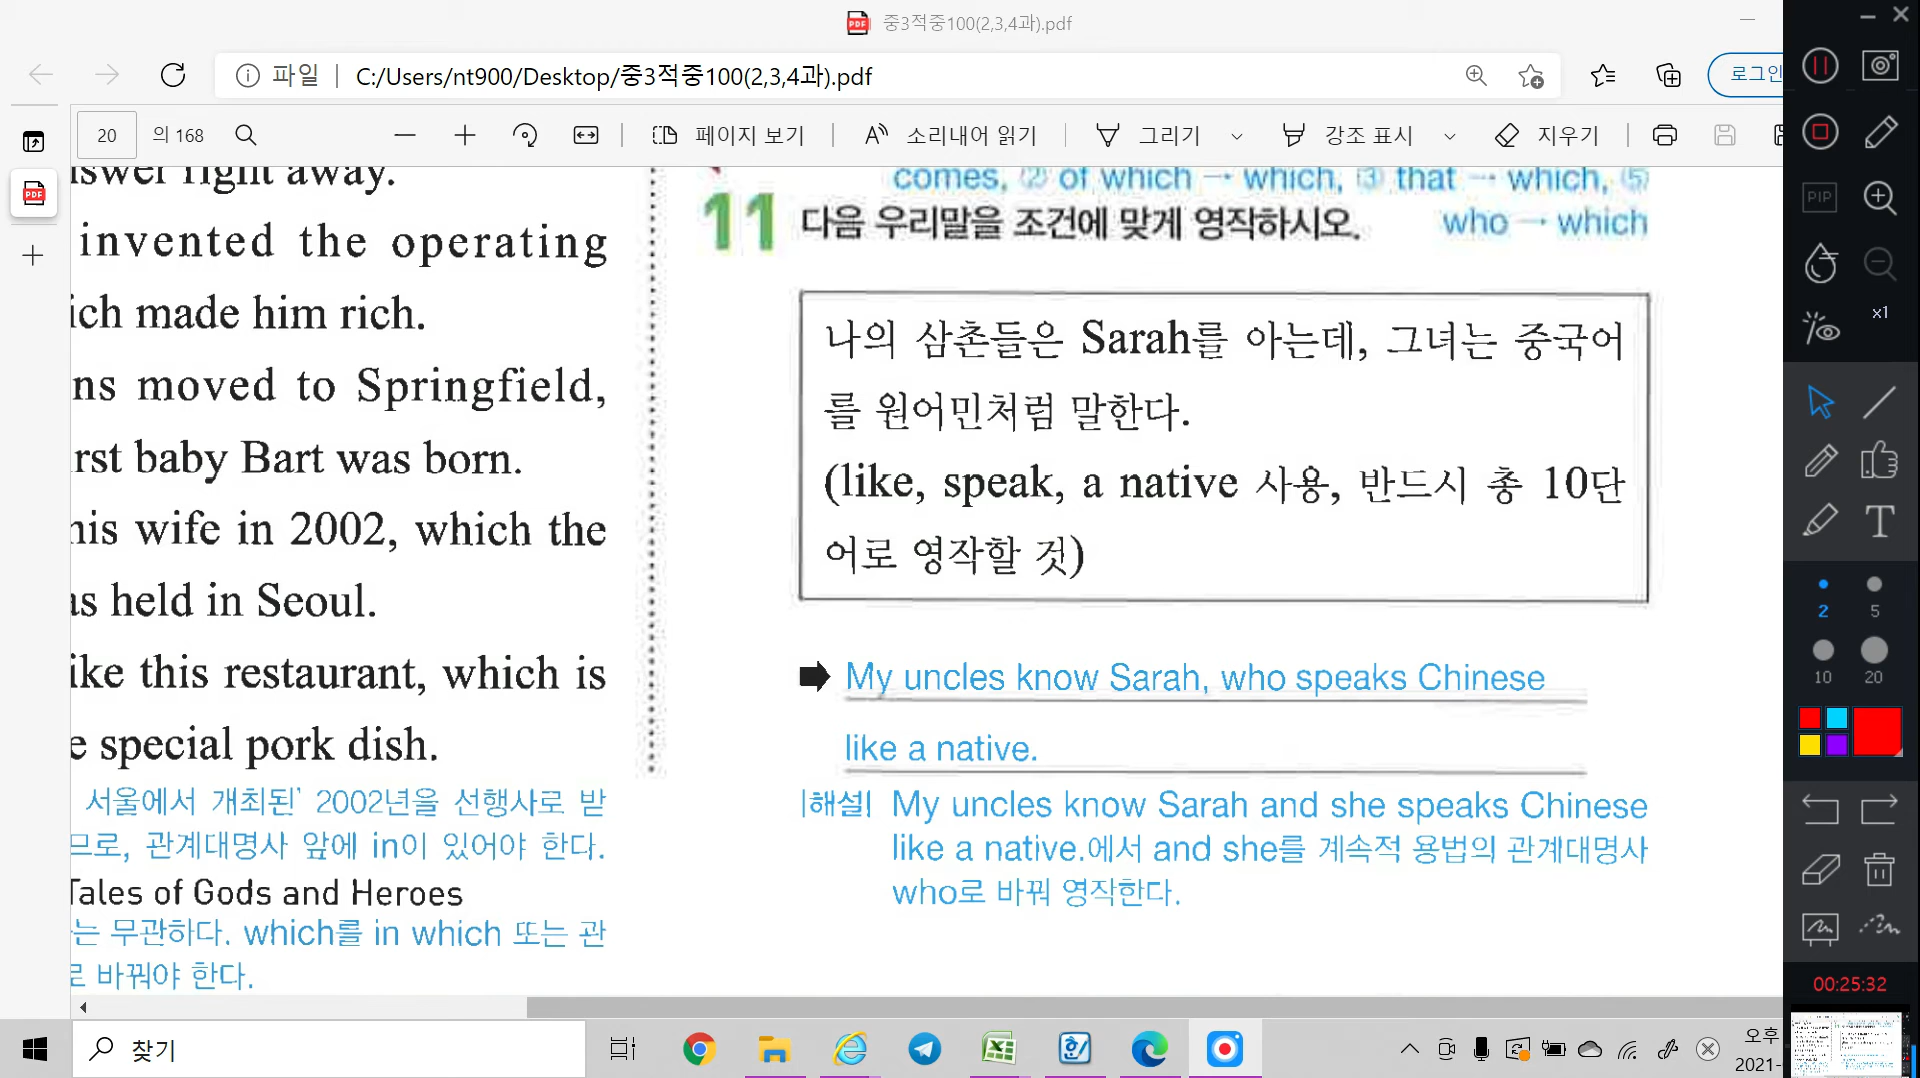 중3적중100(2,3,4과).pdf
파일 | C:/Users/nt900/Desktop/중3적중100(2,3,4과).pdf
로그인
20 의 168
페이지 보기
소리내어 읽기
그리기
강조 표시
지우기
right away.
invented the operating
ich made him rich.
ns moved to Springfield,
rst baby Bart was born.
his wife in 2002, which the
as held in Seoul.
ike this restaurant, which is
e special pork dish.
서울에서 개최된' 2002년을 선행사로 받
므로, 관계대명사 앞에 in이 있어야 한다.
Tales of Gods and Heroes
는 무관하다. which를 in which 또는 관
로 바꿔야 한다.
comes, ② of which → which, ③ that → which, ⑤
who → which
11 다음 우리말을 조건에 맞게 영작하시오.
나의 삼촌들은 Sarah를 아는데, 그녀는 중국어
를 원어민처럼 말한다.
(like, speak, a native 사용, 반드시 총 10단
어로 영작할 것)
➡ My uncles know Sarah, who speaks Chinese
like a native.
|해설| My uncles know Sarah and she speaks Chinese
like a native.에서 and she를 계속적 용법의 관계대명사
who로 바꿔 영작한다.
PIP
x1
T
2 5
10 20
00:25:32
찾기
오후
2021-